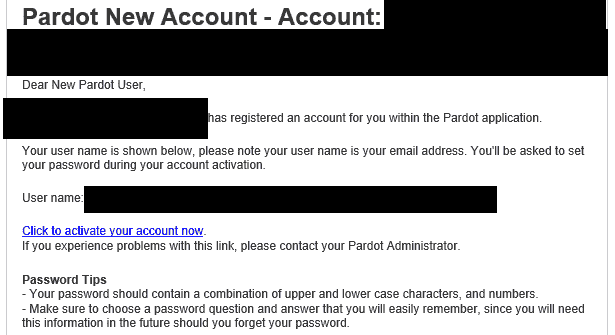 Pardot New Account - Account:
Dear New Pardot User,
has registered an account for you within the Pardot application.
Your user name is shown below, please note your user name is your email address. You'll be asked to set
your password during your account activation.
User name:
Click to activate your account now.
If you experience problems with this link, please contact your Pardot Administrator.
Password Tips
- Your password should contain a combination of upper and lower case characters, and numbers.
- Make sure to choose a password question and answer that you will easily remember, since you will need
this information in the future should you forget your password.